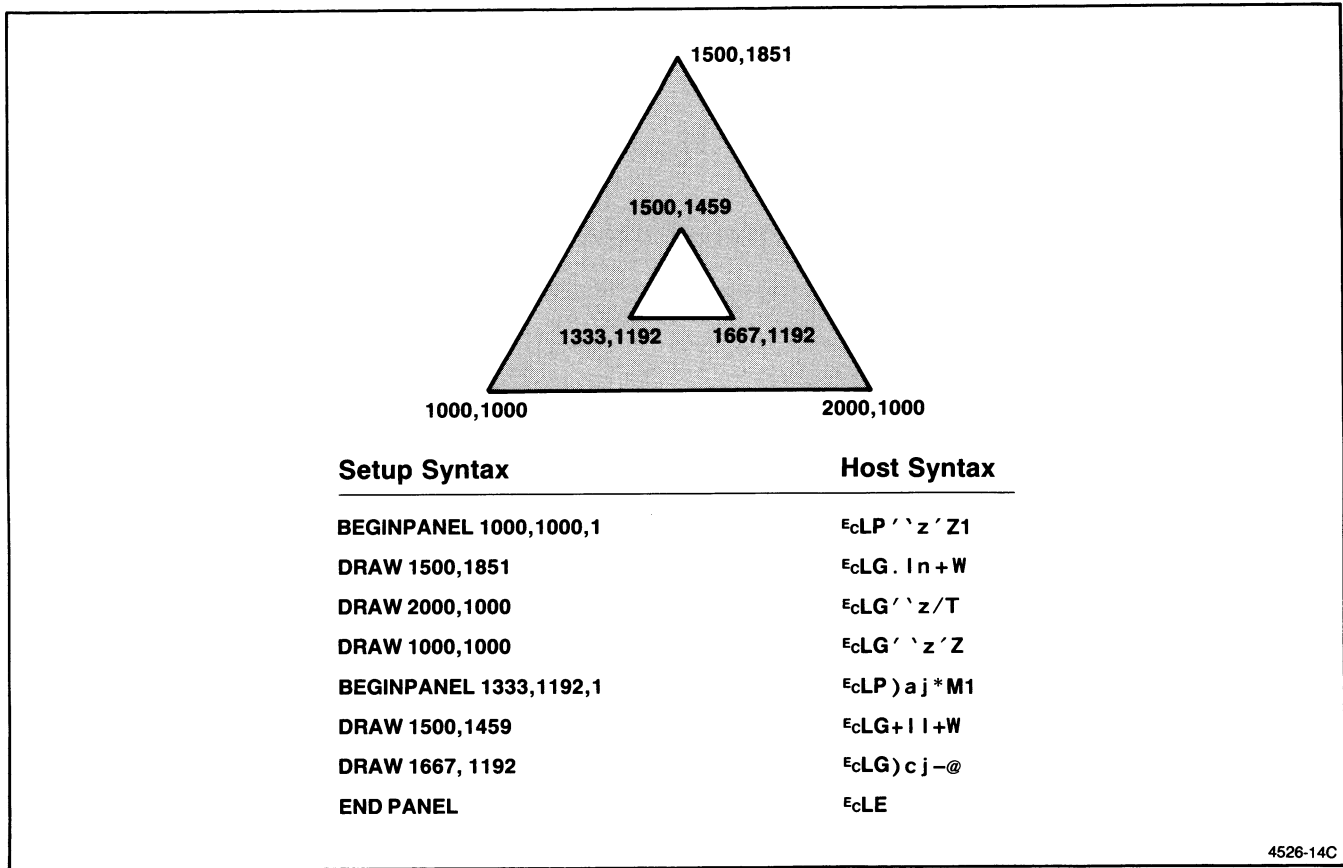 1500,1851
1500,1459
1333,1192 1667,1192
1000,1000 2000,1000
Setup Syntax Host Syntax
BEGINPANEL 1000,1000,1 EcLP'`z'Z1
DRAW 1500,1851 EcLG.ln+W
DRAW 2000,1000 EcLG'`z/T
DRAW 1000,1000 EcLG'`z'Z
BEGINPANEL 1333,1192,1 EcLP)aj*M1
DRAW 1500,1459 EcLG+ll+W
DRAW 1667, 1192 EcLG)cj-@
END PANEL EcLE
4526-14C